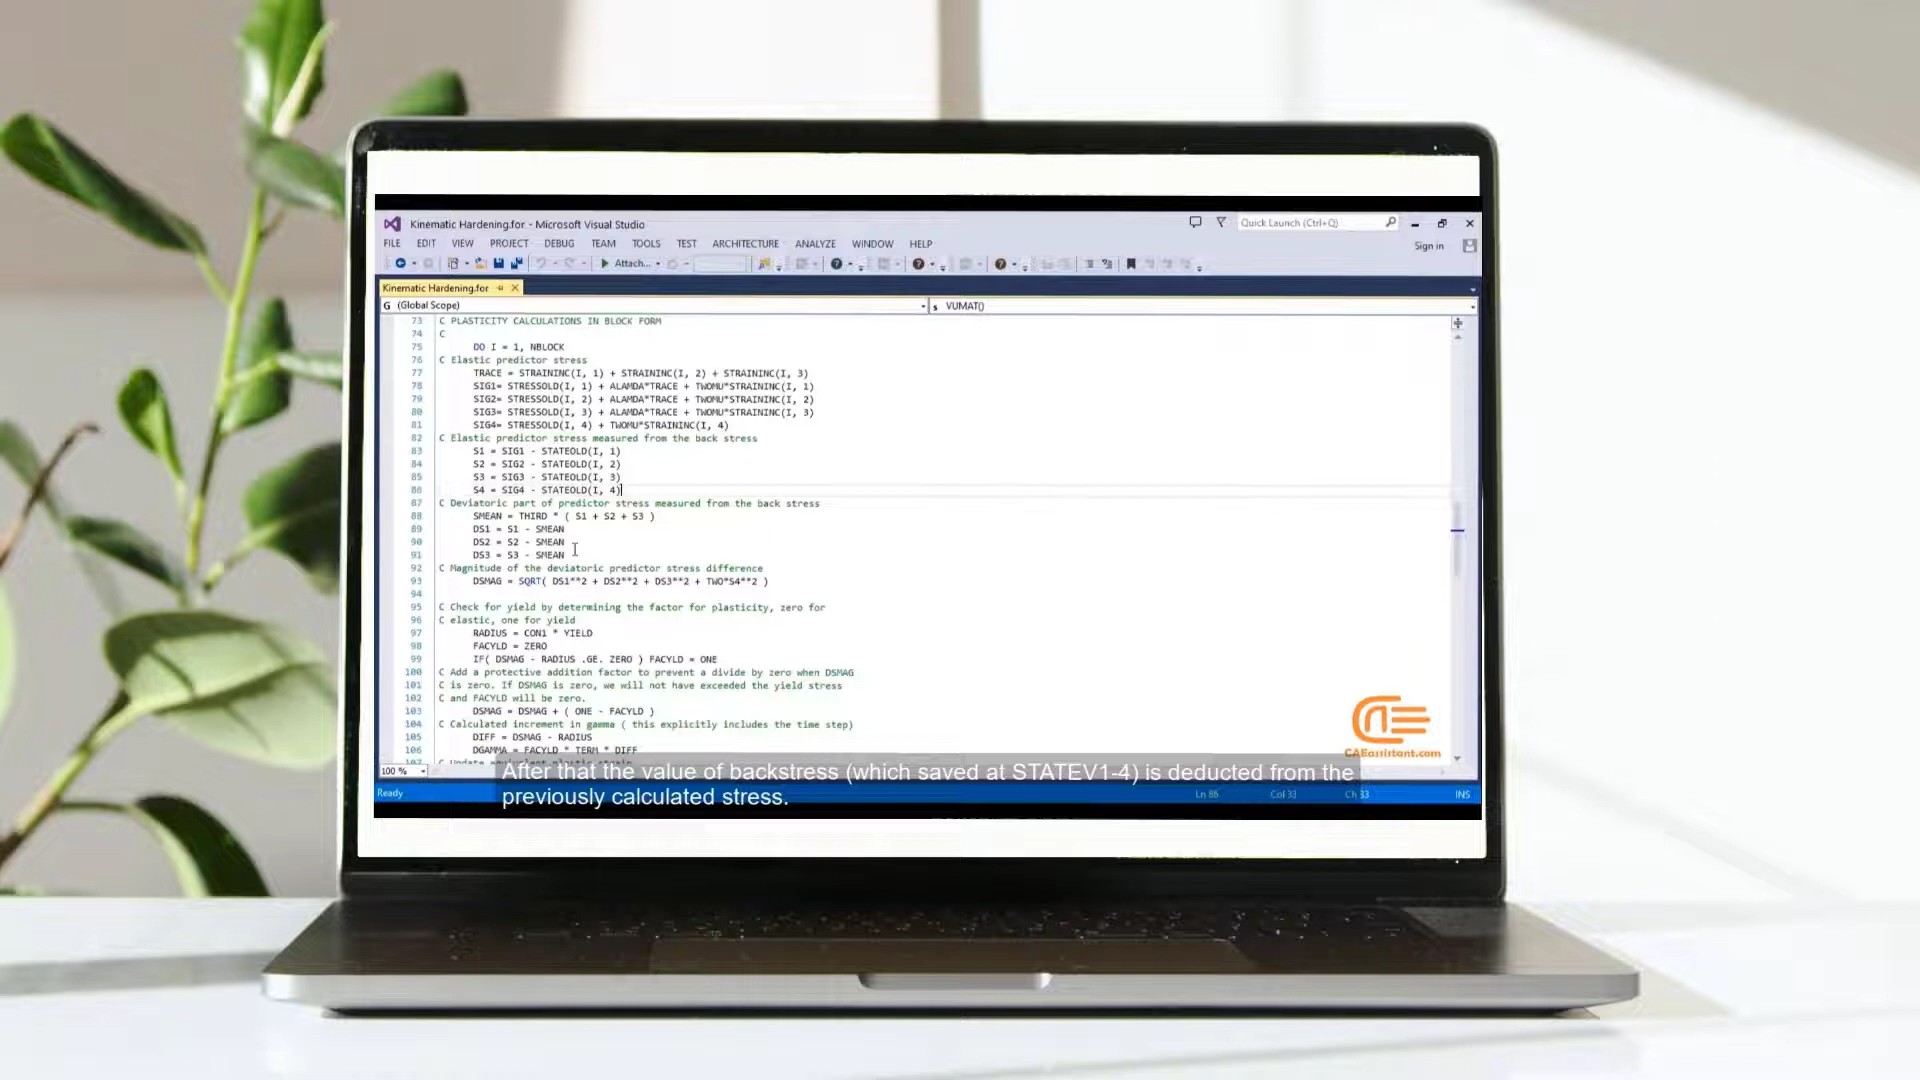 Kinematic Hardening.for - Microsoft Visual Studio
Quick Launch (Ctrl+Q)
FILE EDIT VIEW PROJECT DEBUG TEAM TOOLS TEST ARCHITECTURE ANALYZE WINDOW HELP
Sign in
Attach...
Kinematic Hardening.for
(Global Scope)
VUMAT()
73 C PLASTICITY CALCULATIONS IN BLOCK FORM
74 C
75 DO I = 1, NBLOCK
76 C Elastic predictor stress
77 TRACE = STRAININC(I, 1) + STRAININC(I, 2) + STRAININC(I, 3)
78 SIG1= STRESSOLD(I, 1) + ALAMDA*TRACE + TWOMU*STRAININC(I, 1)
79 SIG2= STRESSOLD(I, 2) + ALAMDA*TRACE + TWOMU*STRAININC(I, 2)
80 SIG3= STRESSOLD(I, 3) + ALAMDA*TRACE + TWOMU*STRAININC(I, 3)
81 SIG4= STRESSOLD(I, 4) + TWOMU*STRAININC(I, 4)
82 C Elastic predictor stress measured from the back stress
83 S1 = SIG1 - STATEOLD(I, 1)
84 S2 = SIG2 - STATEOLD(I, 2)
85 S3 = SIG3 - STATEOLD(I, 3)
86 S4 = SIG4 - STATEOLD(I, 4)
87 C Deviatoric part of predictor stress measured from the back stress
88 SMEAN = THIRD * ( S1 + S2 + S3 )
89 DS1 = S1 - SMEAN
90 DS2 = S2 - SMEAN
91 DS3 = S3 - SMEAN
92 C Magnitude of the deviatoric predictor stress difference
93 DSMAG = SQRT( DS1**2 + DS2**2 + DS3**2 + TWO*S4**2 )
94
95 C Check for yield by determining the factor for plasticity, zero for
96 C elastic, one for yield
97 RADIUS = CON1 * YIELD
98 FACYLD = ZERO
99 IF( DSMAG - RADIUS .GE. ZERO ) FACYLD = ONE
100 C Add a protective addition factor to prevent a divide by zero when DSMAG
101 C is zero. If DSMAG is zero, we will not have exceeded the yield stress
102 C and FACYLD will be zero.
103 DSMAG = DSMAG + ( ONE - FACYLD )
104 C Calculated increment in gamma ( this explicitly includes the time step)
105 DIFF = DSMAG - RADIUS
106 DGAMMA = FACYLD * TERM * DIFF
107 C Update equivalent plastic strain
CAEassistant.com
100 %
After that the value of backstress (which saved at STATEV1-4) is deducted from the
previously calculated stress.
Ready
Ln 86 Col 33 Ch 33 INS